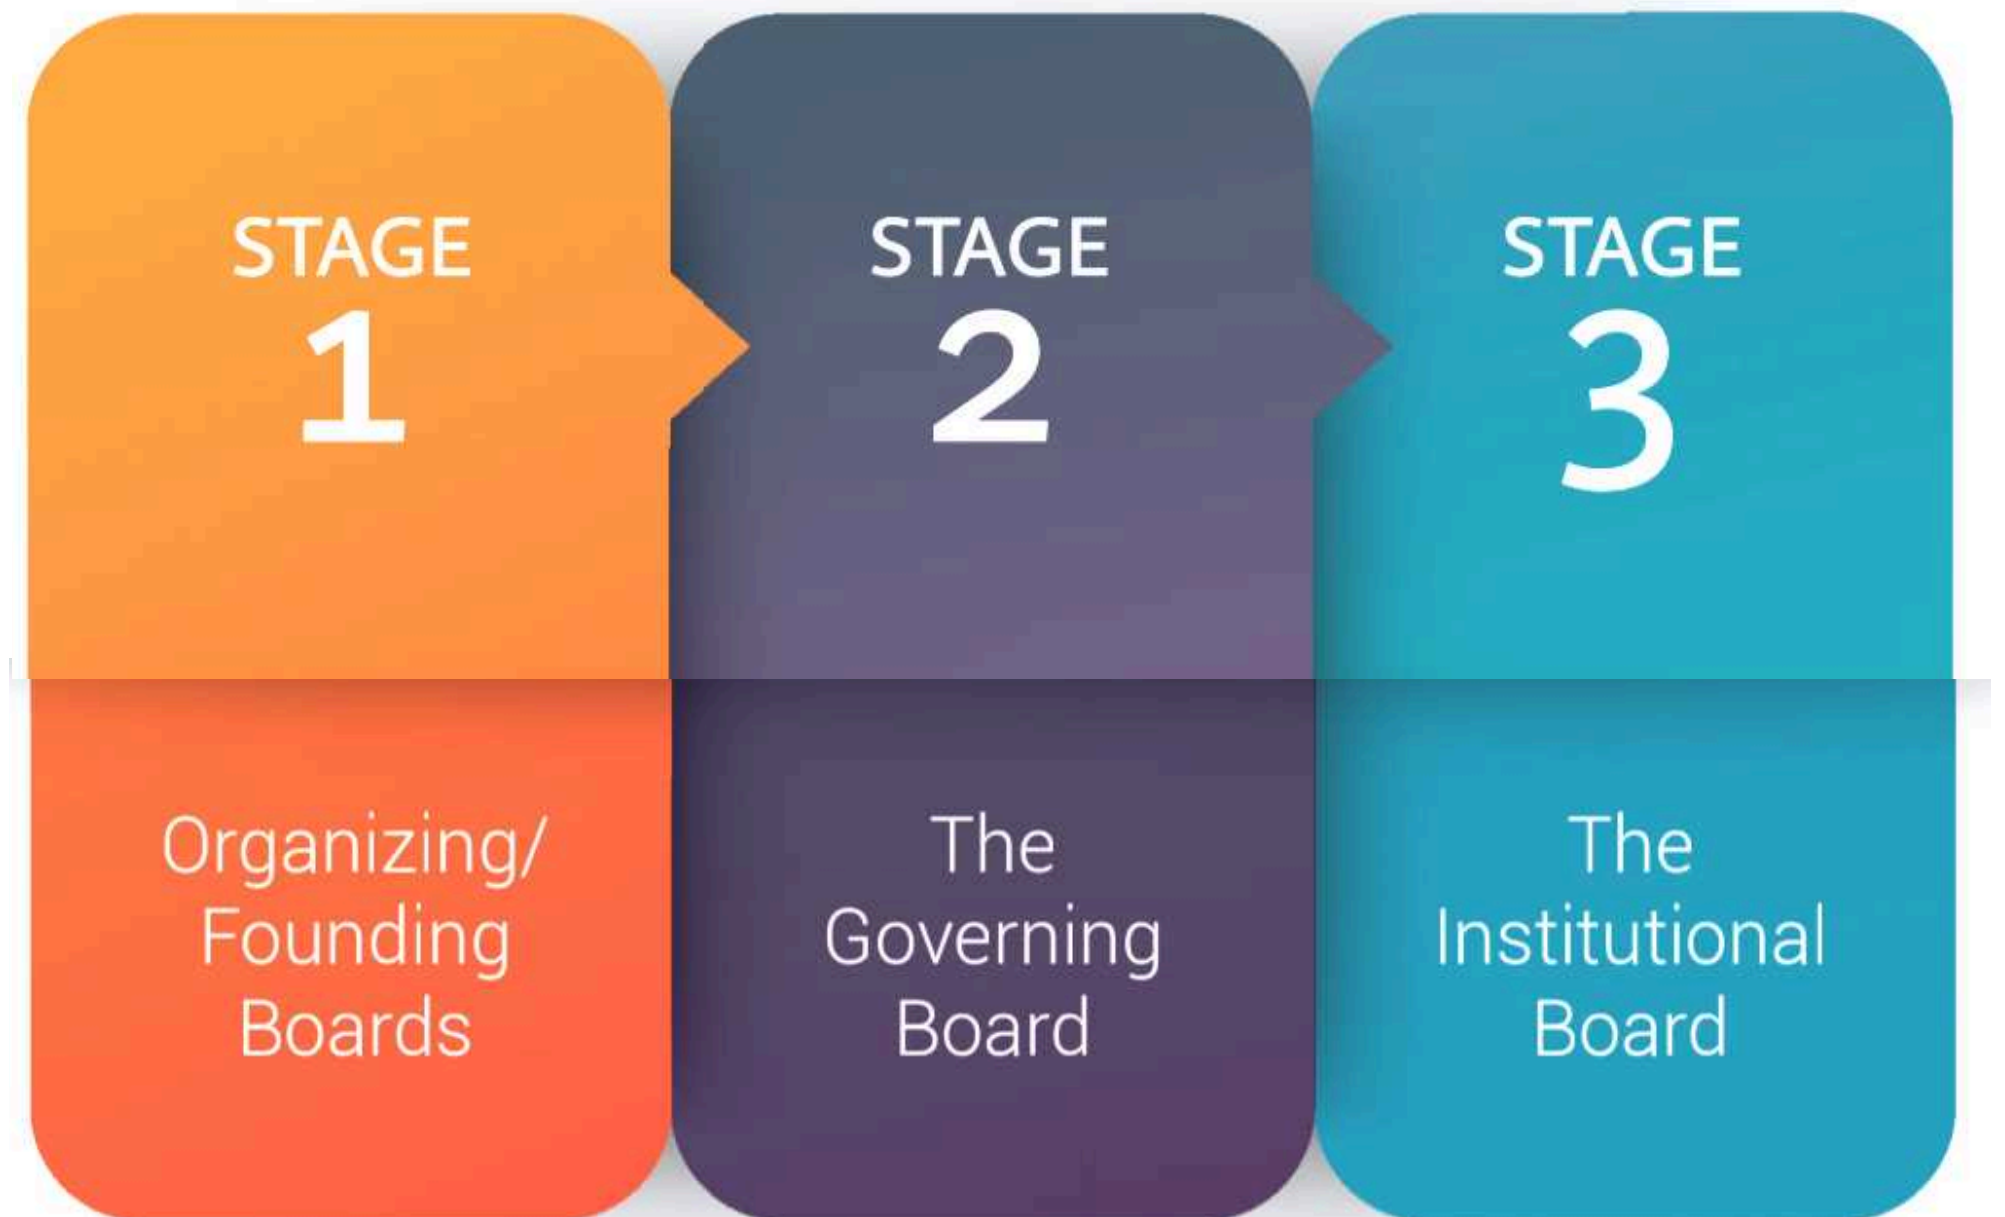 STAGE
1
STAGE
2
STAGE
3
Organizing/
Founding
Boards
The
Governing
Board
The
Institutional
Board